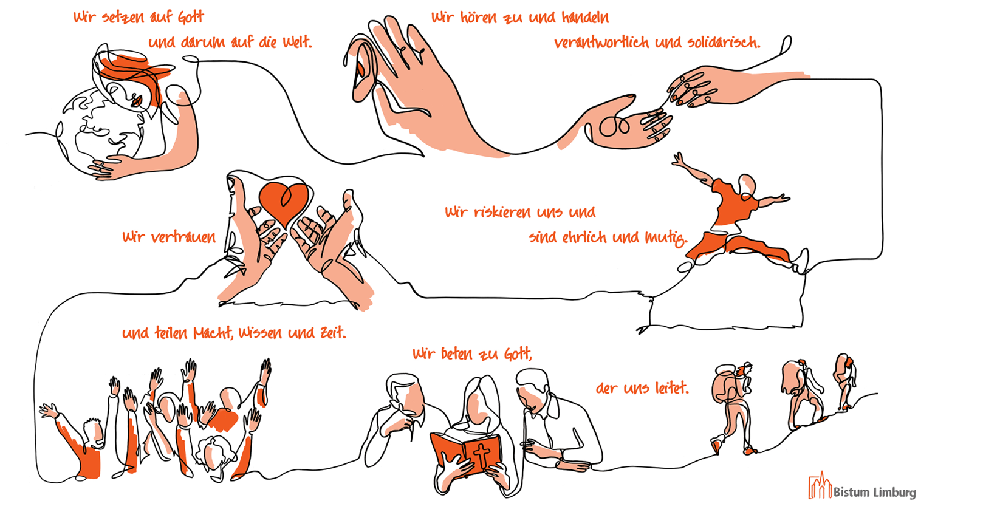 Wir setzen auf Gott
und darum auf die Welt.
Wir hören zu und handeln
verantwortlich und solidarisch.
Wir riskieren uns und
sind ehrlich und mutig.
Wir vertrauen
und teilen Macht, Wissen und Zeit.
Wir beten zu Gott,
der uns leitet.
Bistum Limburg